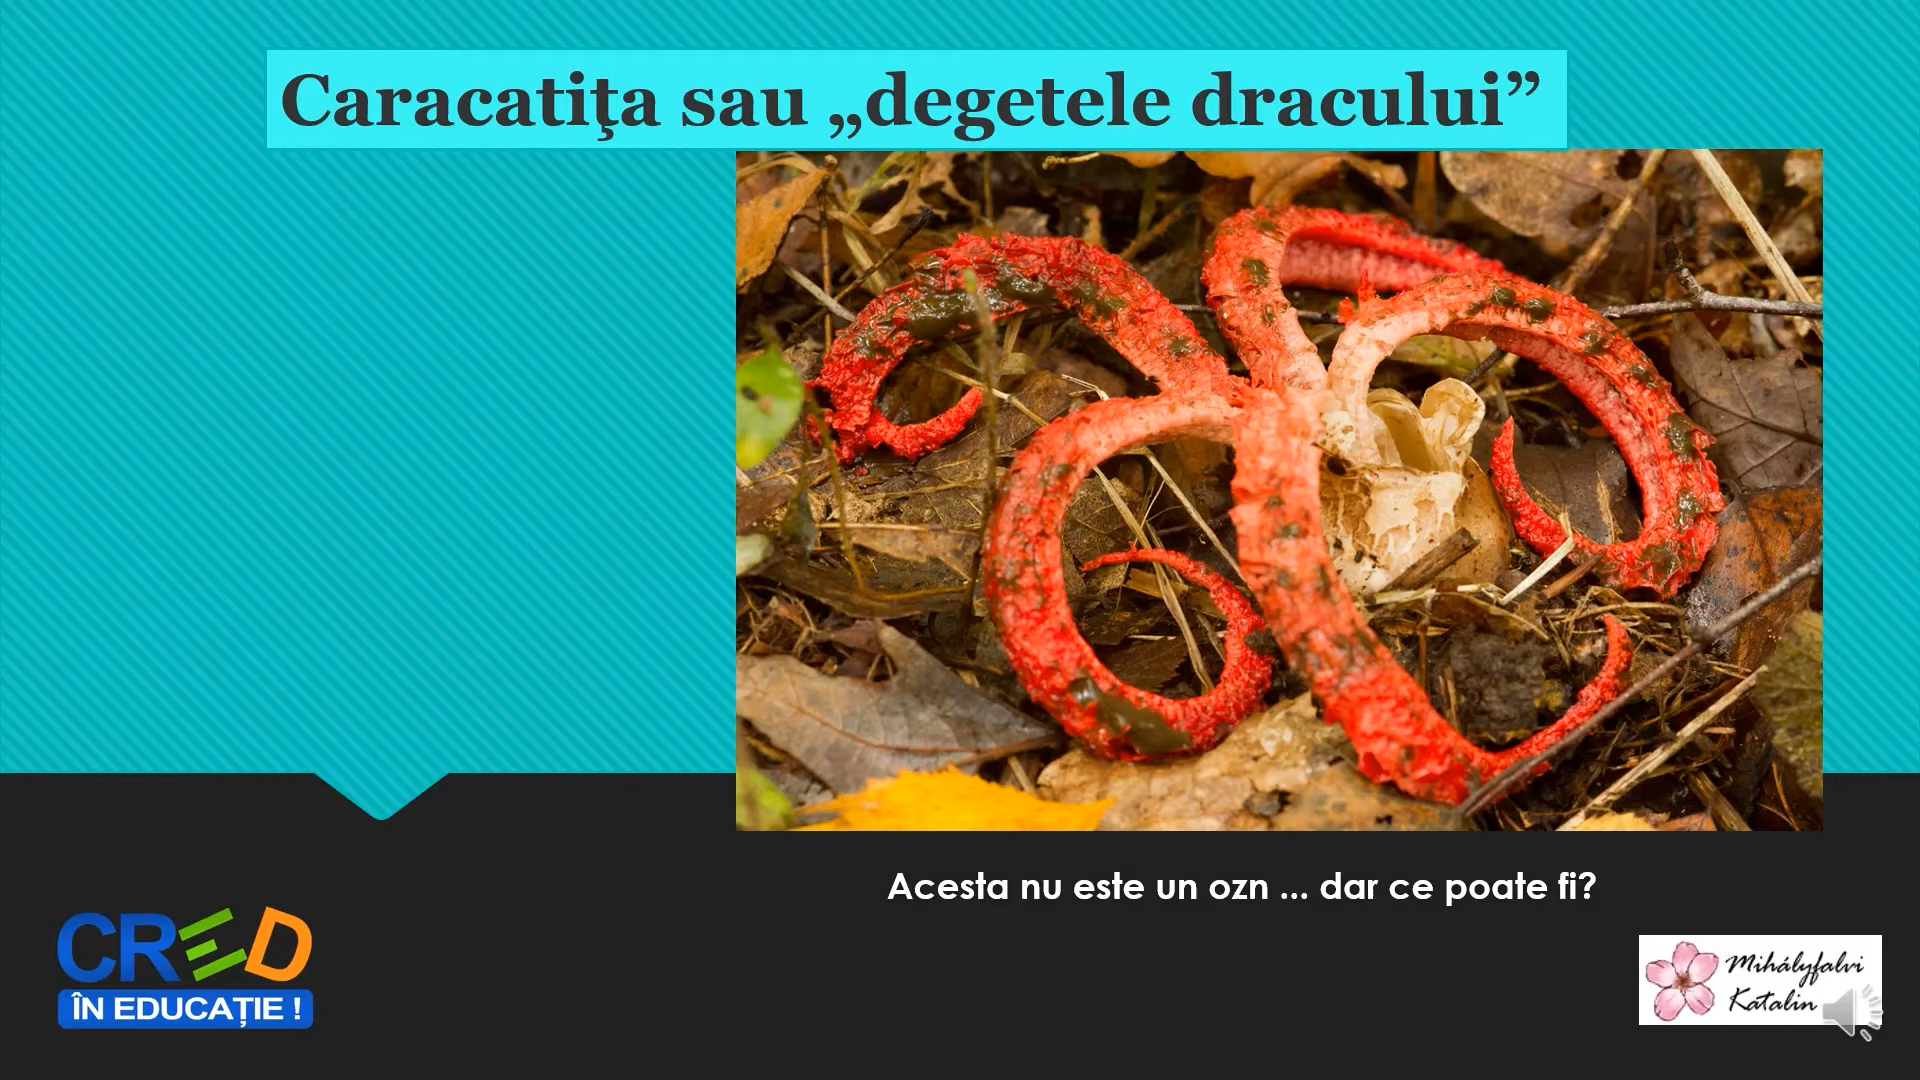 Caracatiţa sau „degetele dracului”
Acesta nu este un ozn ... dar ce poate fi?
CRED
ÎN EDUCAȚIE !
Mihályfalvi
Katalin